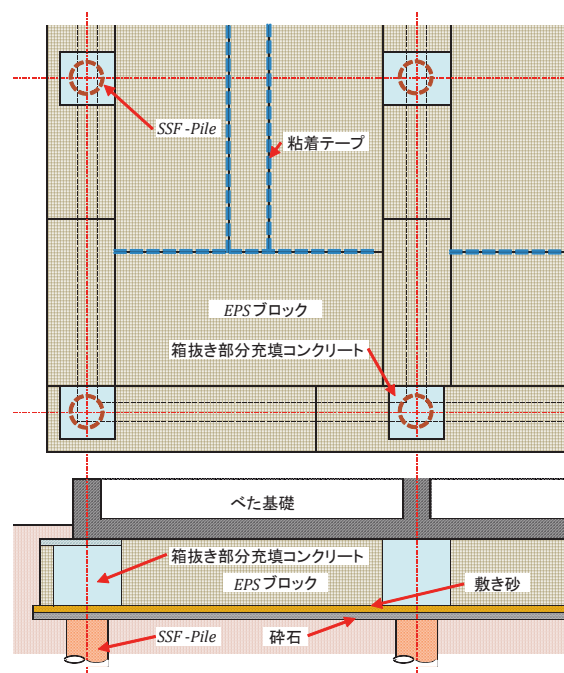 SSF-Pile
粘着テープ
EPSブロック
箱抜き部分充填コンクリート
べた基礎
箱抜き部分充填コンクリート
EPSブロック
敷き砂
SSF-Pile
砕石